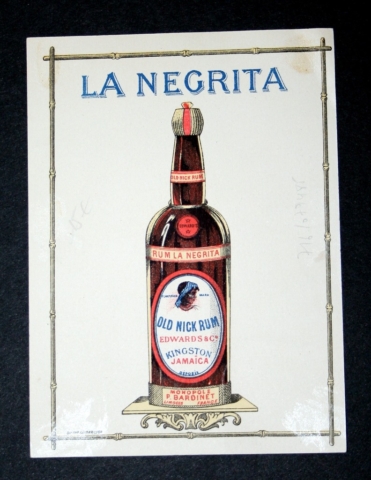 LA NEGRITA
OLD NICK RUM
RUM LA NEGRITA
OLD NICK RUM
EDWARDS & Cº
KINGSTON
JAMAICA
MONOPOLE
P. BARDINET